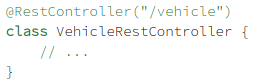 @RestController("/vehicle")
class VehicleRestController {
    // ...
}